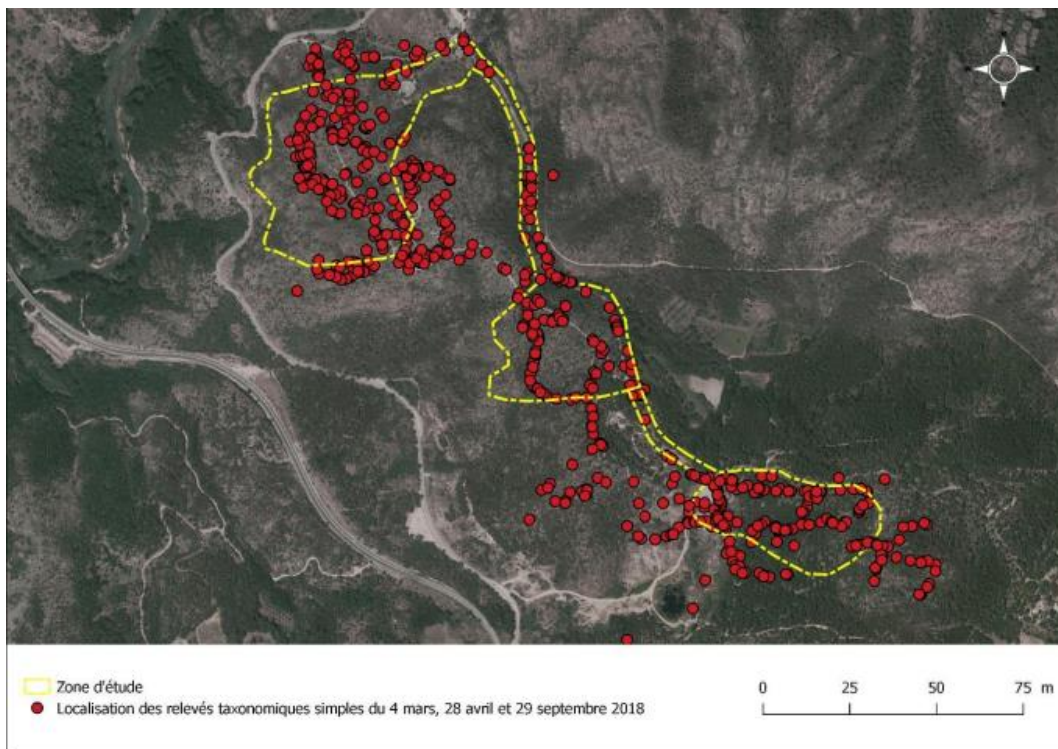 Zone d'étude
Localisation des relevés taxonomiques simples du 4 mars, 28 avril et 29 septembre 2018
0 25 50 75 m